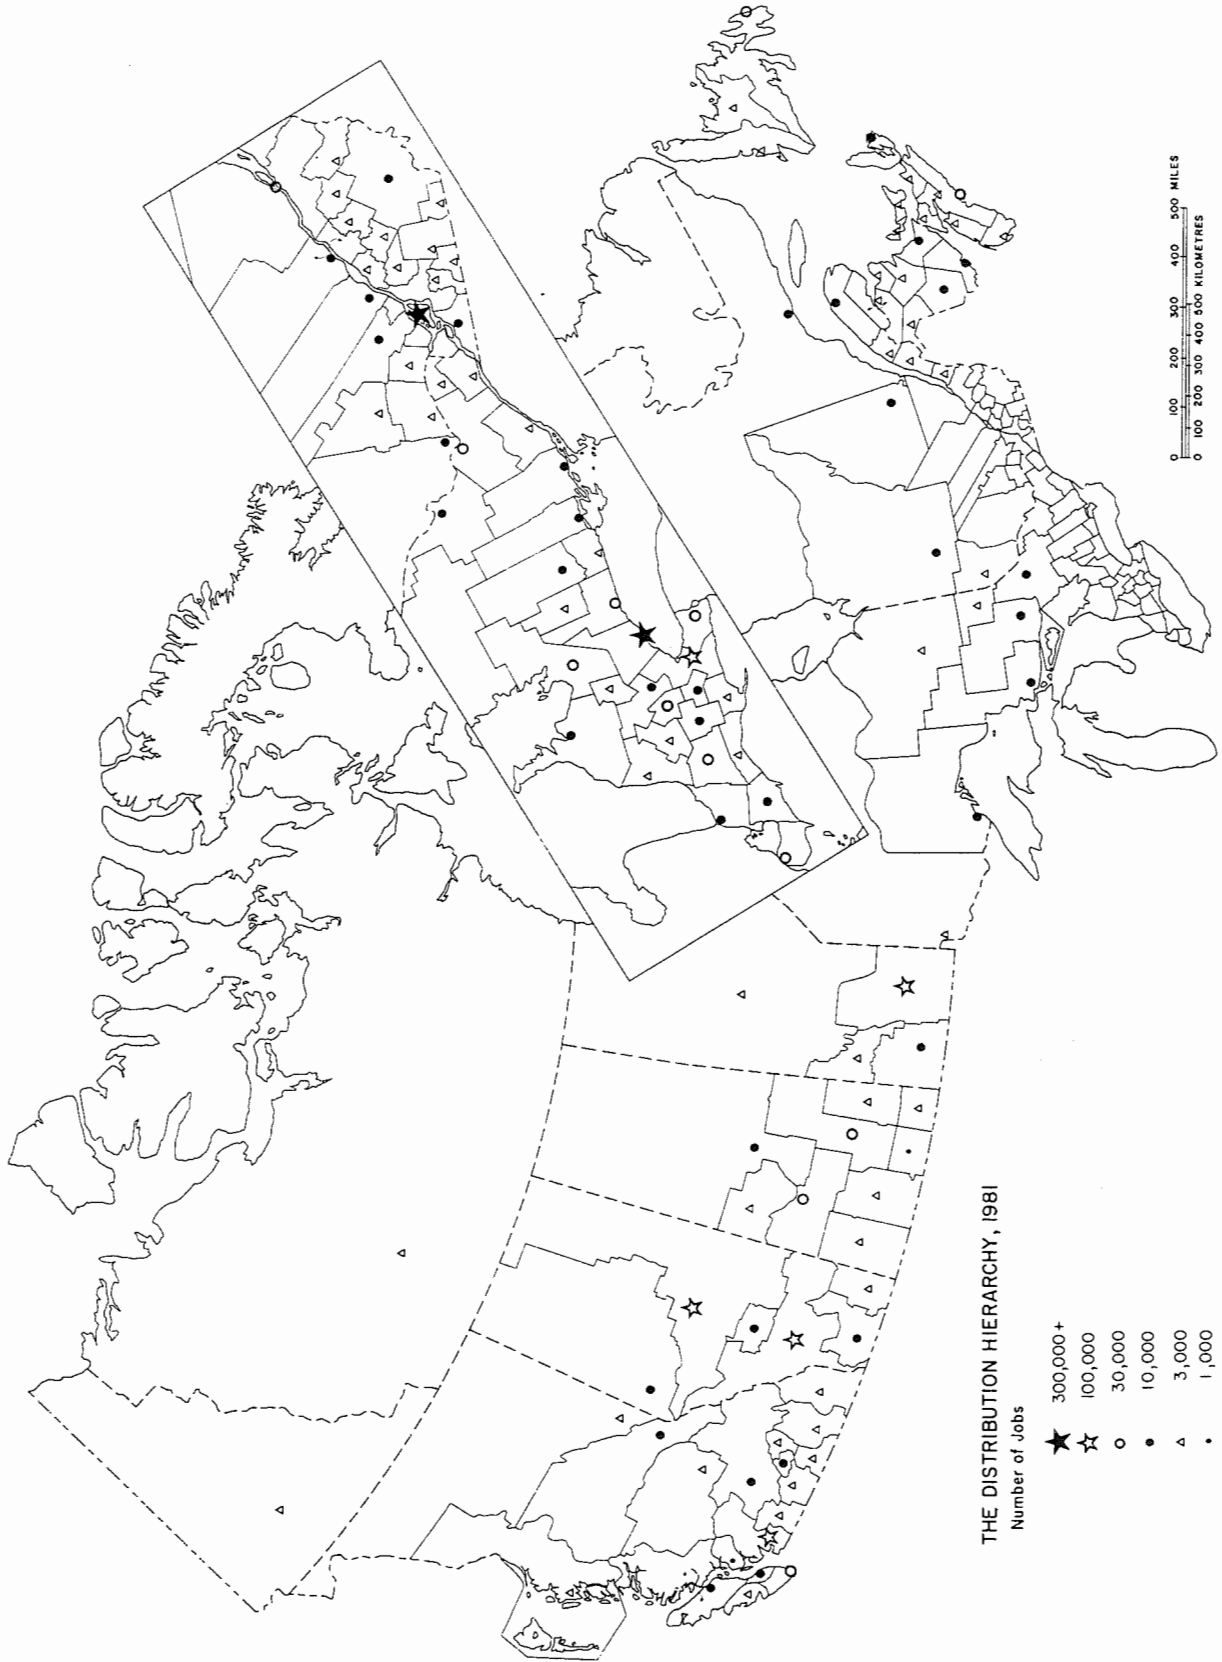 THE DISTRIBUTION HIERARCHY, 1981
Number of Jobs
300,000+
100,000
30,000
10,000
3,000
1,000
0 100 200 300 400 500 MILES
0 100 200 300 400 500 KILOMETRES